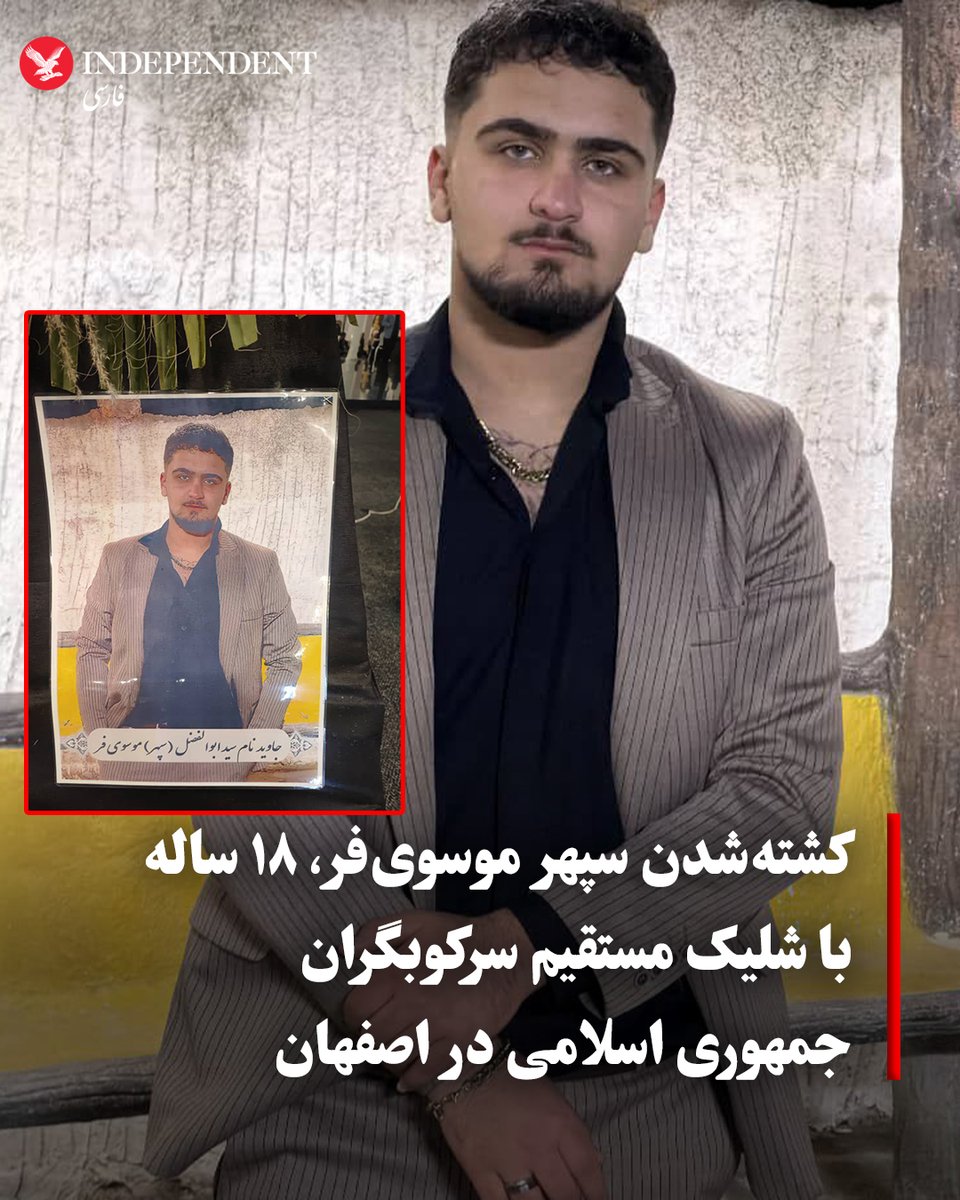 INDEPENDENT
فارسی
جاوید نام سید ابوالفضل (سپهر) موسوی فر
کشته‌شدن سپهر موسوی‌فر، ۱۸ ساله
با شلیک مستقیم سرکوبگران
جمهوری اسلامی در اصفهان